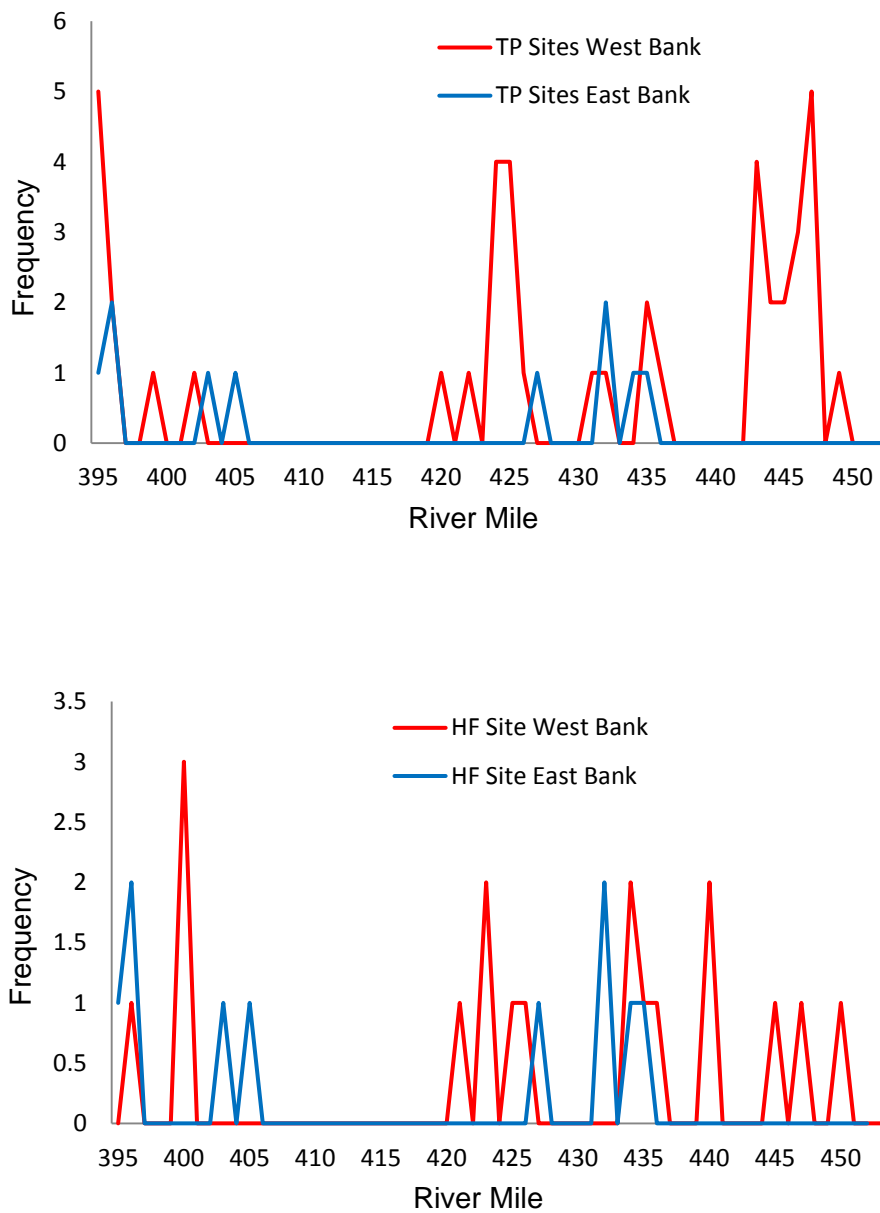 6
5
4
3
2
1
0
Frequency
TP Sites West Bank
TP Sites East Bank
395 400 405 410 415 420 425 430 435 440 445 450
River Mile
3.5
3
2.5
2
1.5
1
0.5
0
Frequency
HF Site West Bank
HF Site East Bank
395 400 405 410 415 420 425 430 435 440 445 450
River Mile